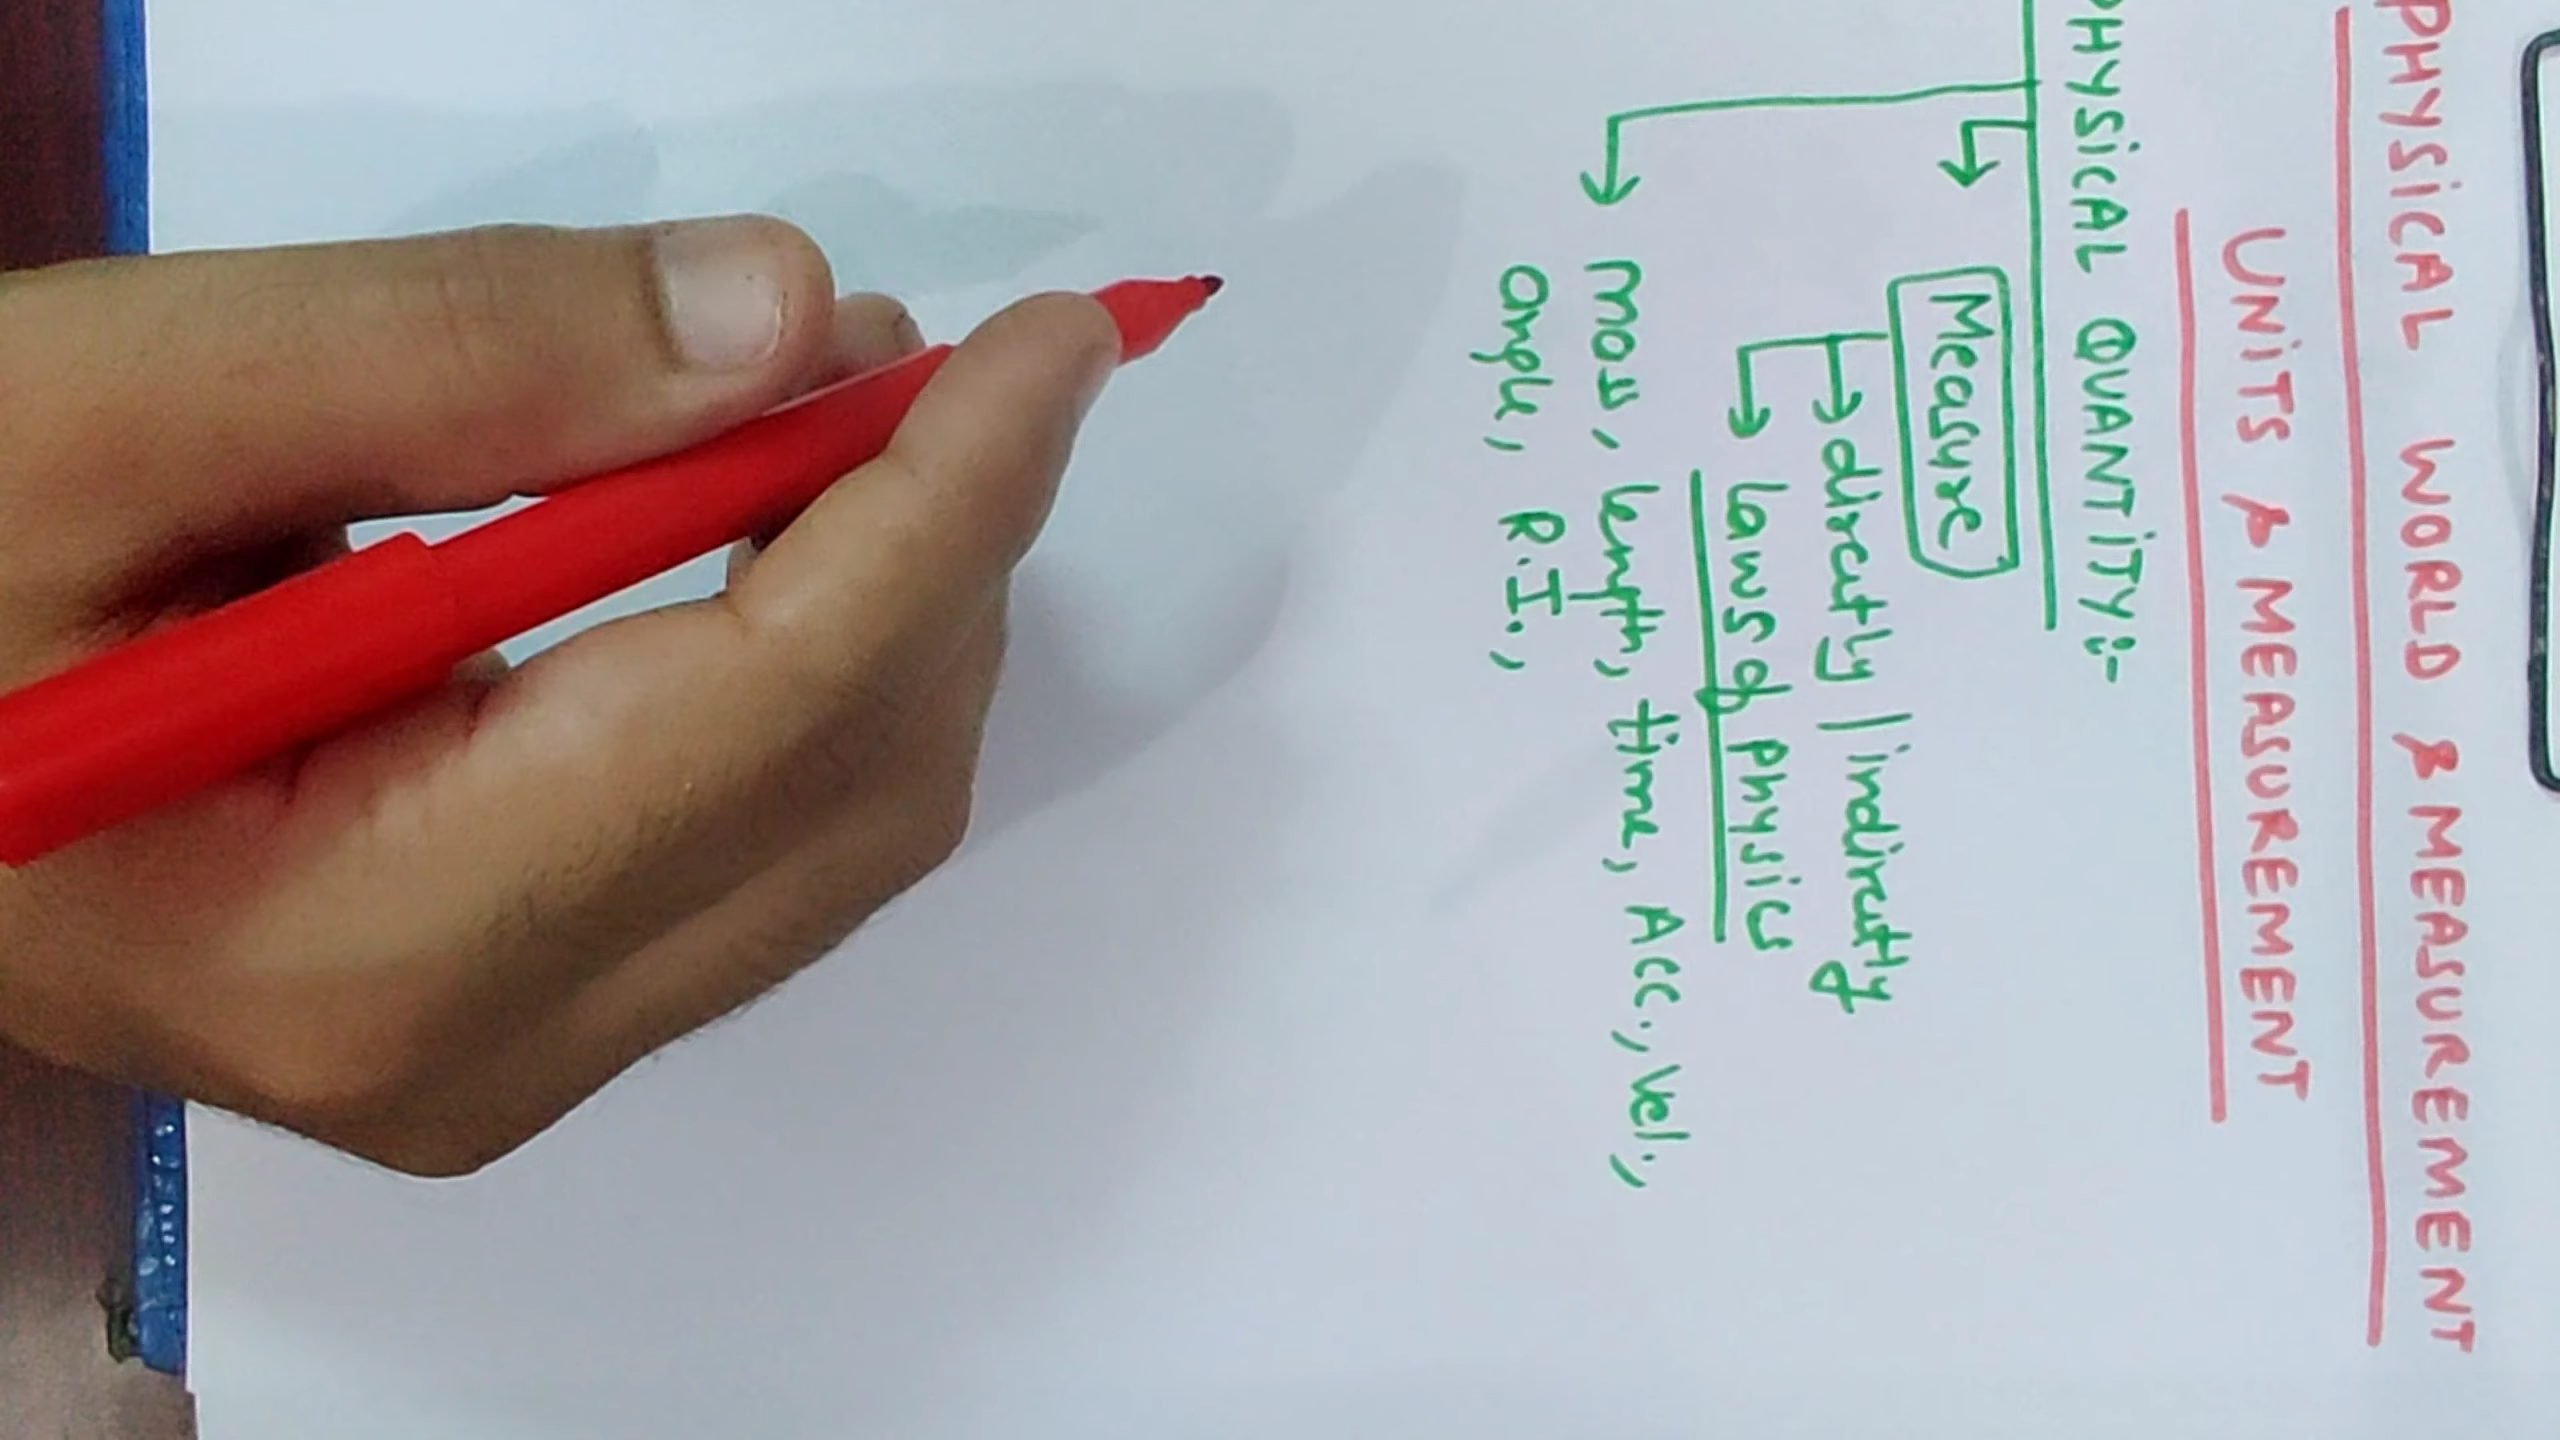 PHYSICAL WORLD & MEASUREMENT
UNITS & MEASUREMENT
PHYSICAL QUANTITY:-
Measure
directly | indirectly
laws of physics
mass, length, time, Acc., Vel.,
angle, R.I.,